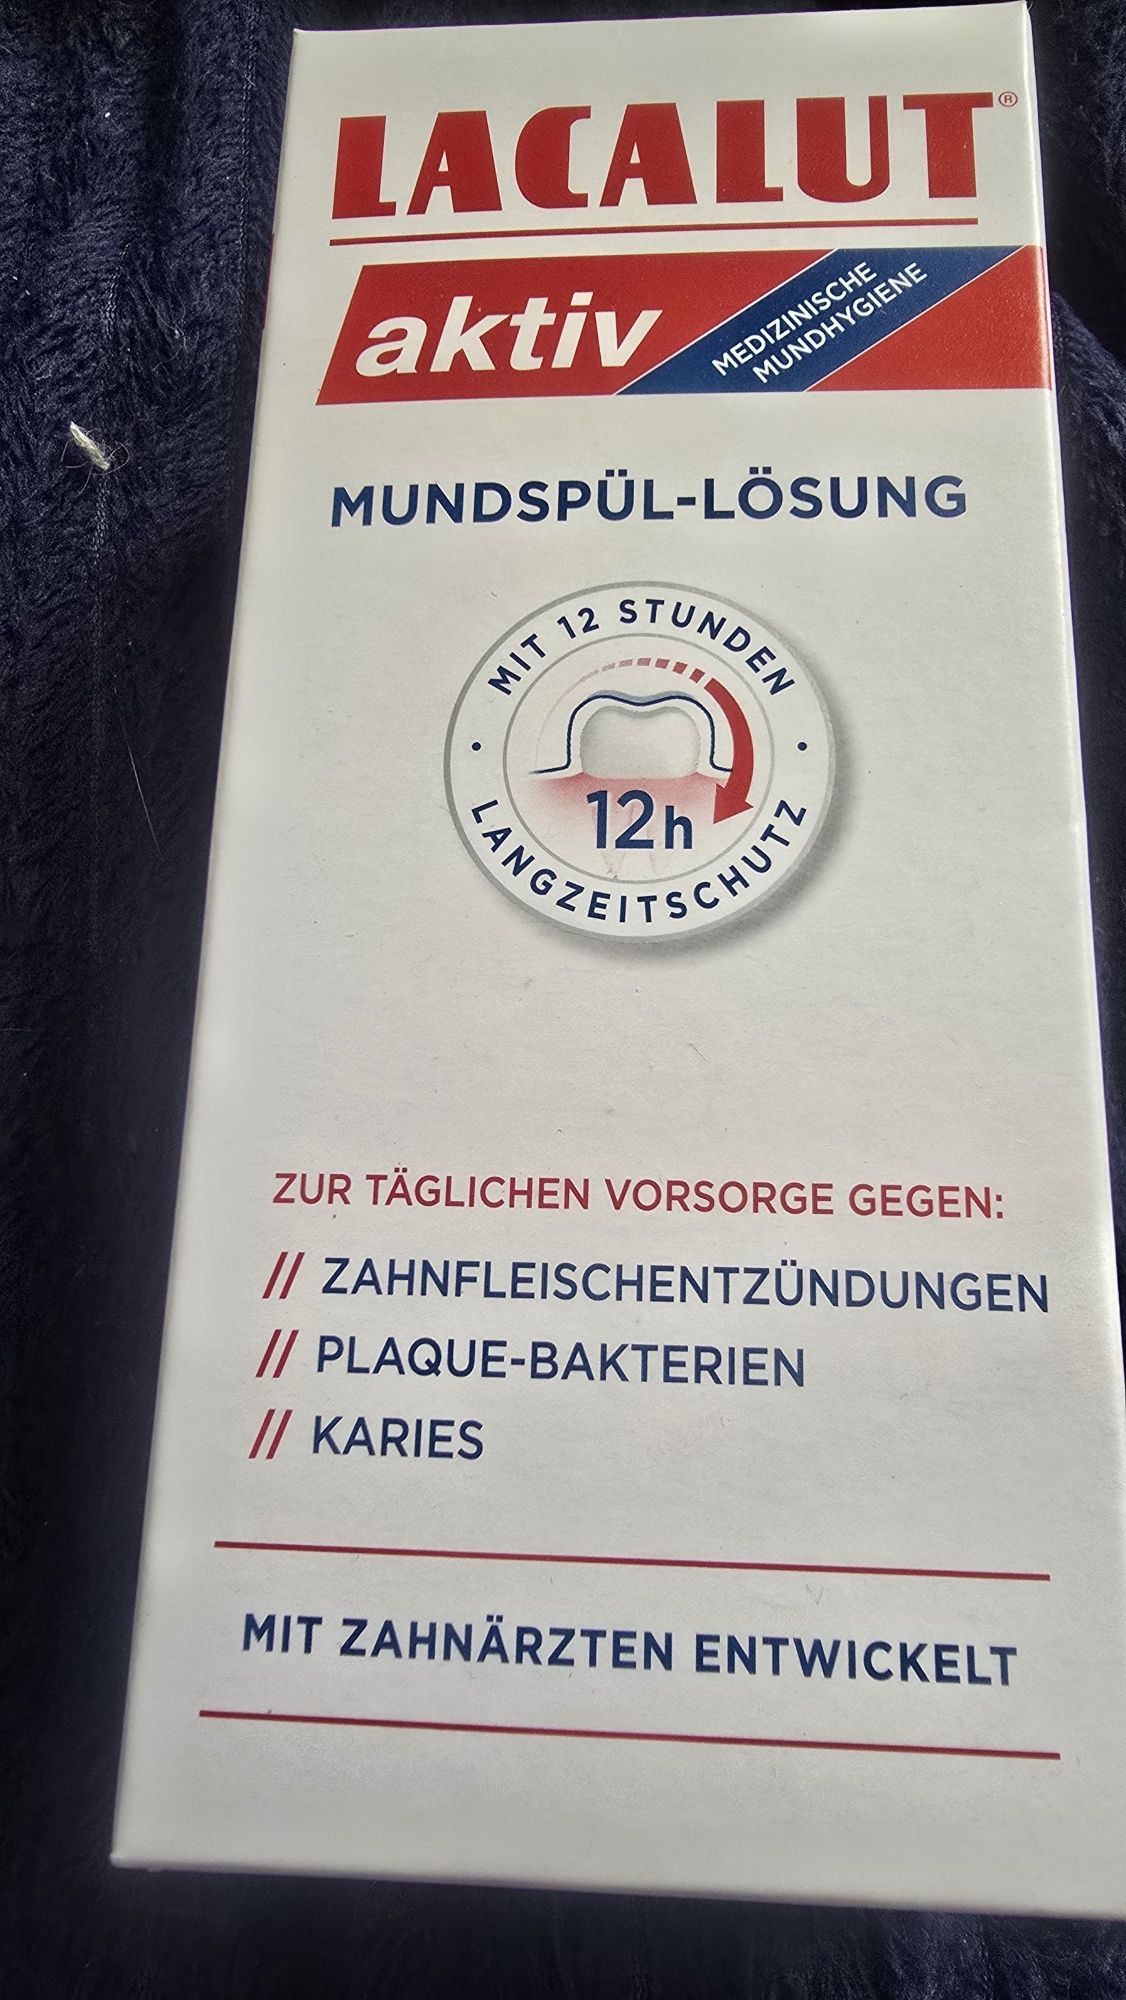 LACALUT®
aktiv
MEDIZINISCHE
MUNDHYGIENE
MUNDSPÜL-LÖSUNG
· MIT 12 STUNDEN ·
LANGZEITSCHUTZ
12h
ZUR TÄGLICHEN VORSORGE GEGEN:
// ZAHNFLEISCHENTZÜNDUNGEN
// PLAQUE-BAKTERIEN
// KARIES
MIT ZAHNÄRZTEN ENTWICKELT